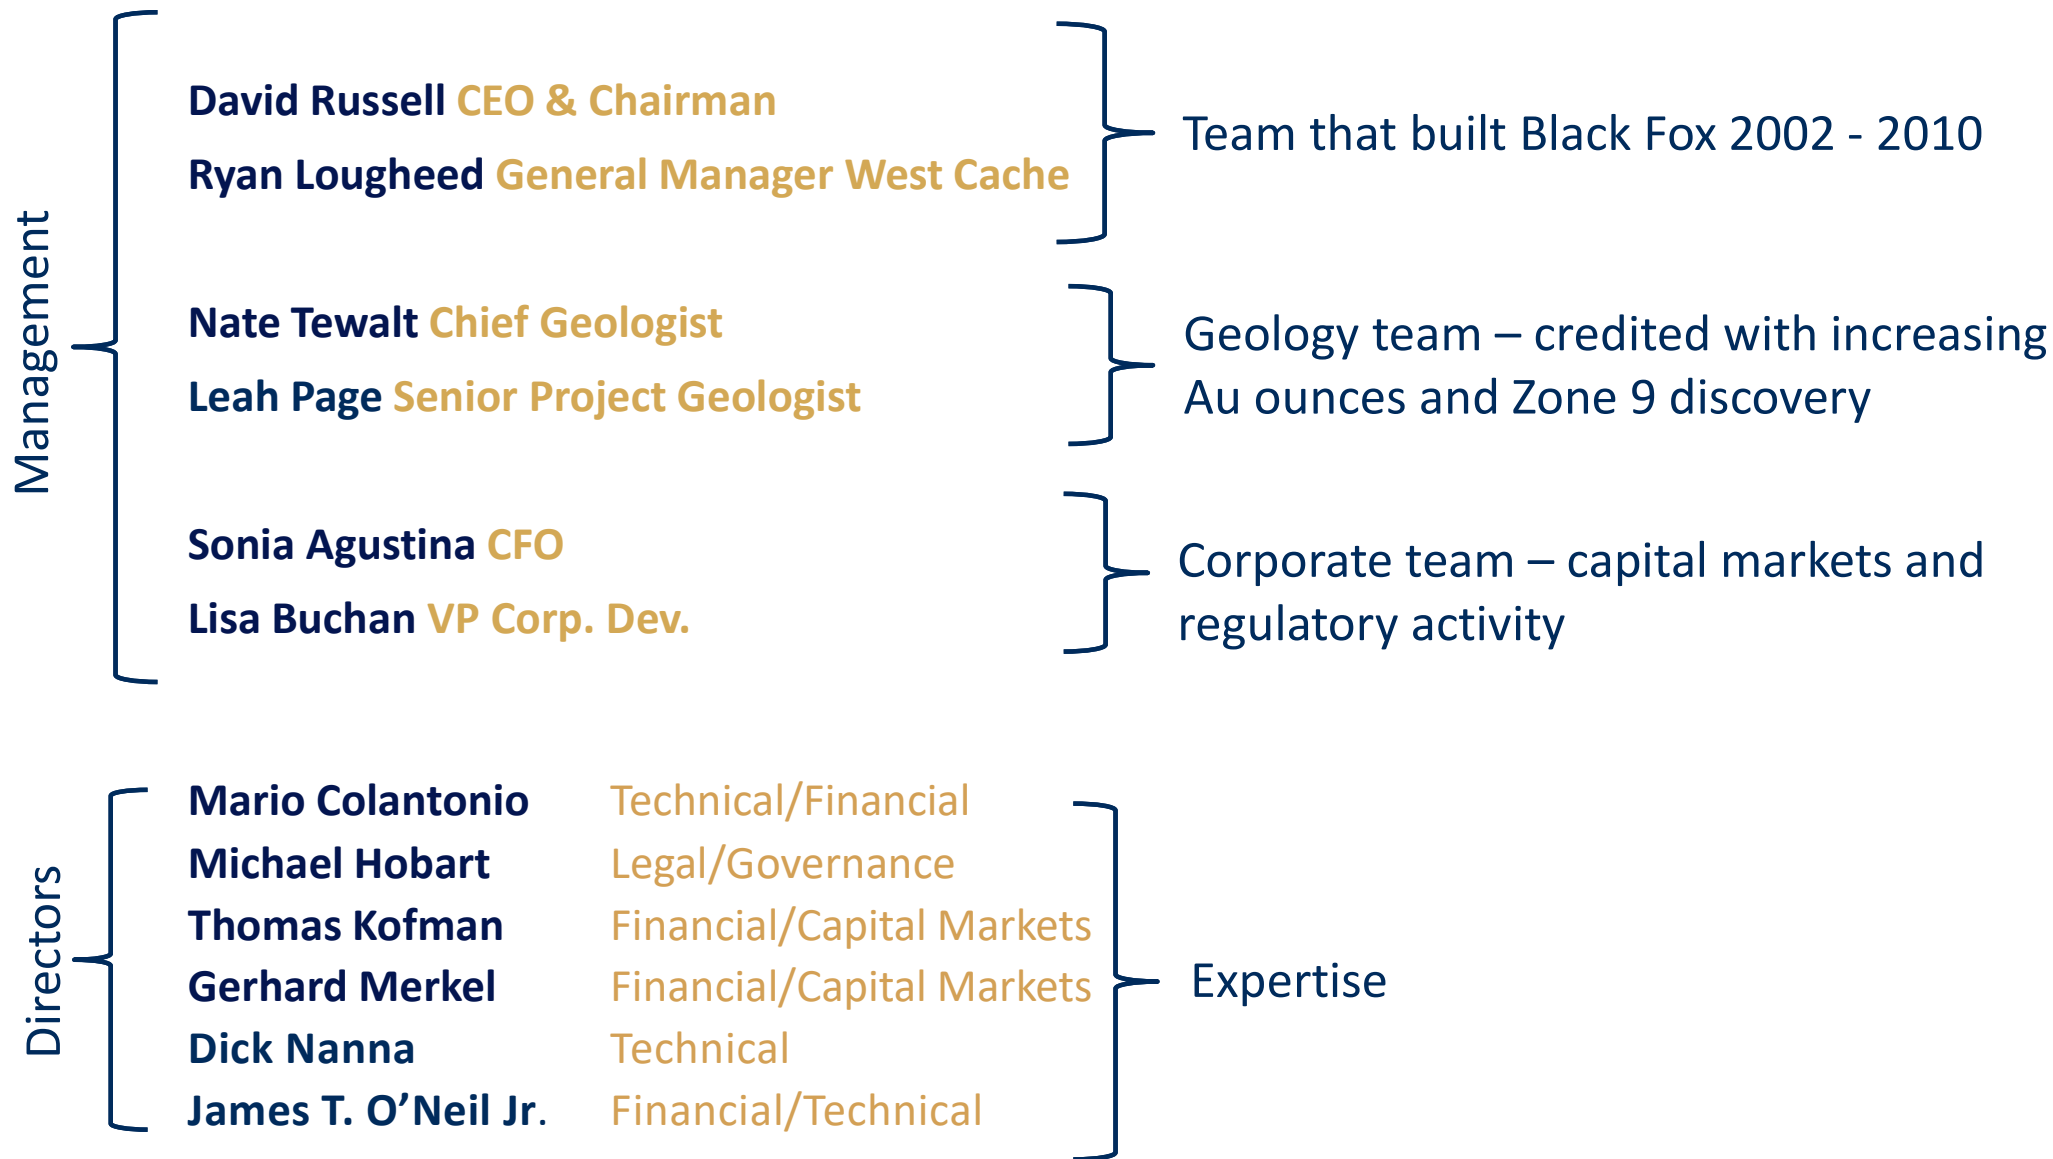 Management
David Russell CEO & Chairman
Ryan Lougheed General Manager West Cache
Team that built Black Fox 2002 - 2010
Nate Tewalt Chief Geologist
Leah Page Senior Project Geologist
Geology team – credited with increasing
Au ounces and Zone 9 discovery
Sonia Agustina CFO
Lisa Buchan VP Corp. Dev.
Corporate team – capital markets and
regulatory activity
Directors
Mario Colantonio Technical/Financial
Michael Hobart Legal/Governance
Thomas Kofman Financial/Capital Markets
Gerhard Merkel Financial/Capital Markets
Dick Nanna Technical
James T. O’Neil Jr. Financial/Technical
Expertise